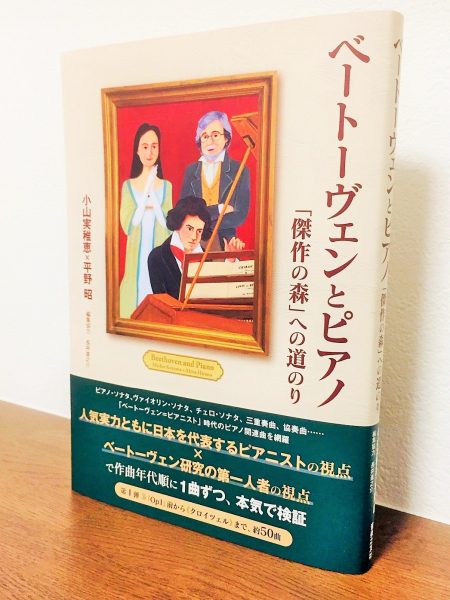 ベートーヴェンとピアノ
「傑作の森」への道のり
小山実稚恵×平野 昭
Beethoven and Piano
Michie Koyama × Akira Hirano
ピアノ・ソナタ、ヴァイオリン・ソナタ、チェロ・ソナタ、三重奏曲、協奏曲……
「ベートーヴェン=ピアニスト」時代のピアノ関連曲を網羅
人気実力ともに日本を代表するピアニストの視点
×
ベートーヴェン研究の第一人者の視点
で作曲年代順に1曲ずつ、本気で検証
ベートーヴェンとピアノ
「傑作の森」への道のり